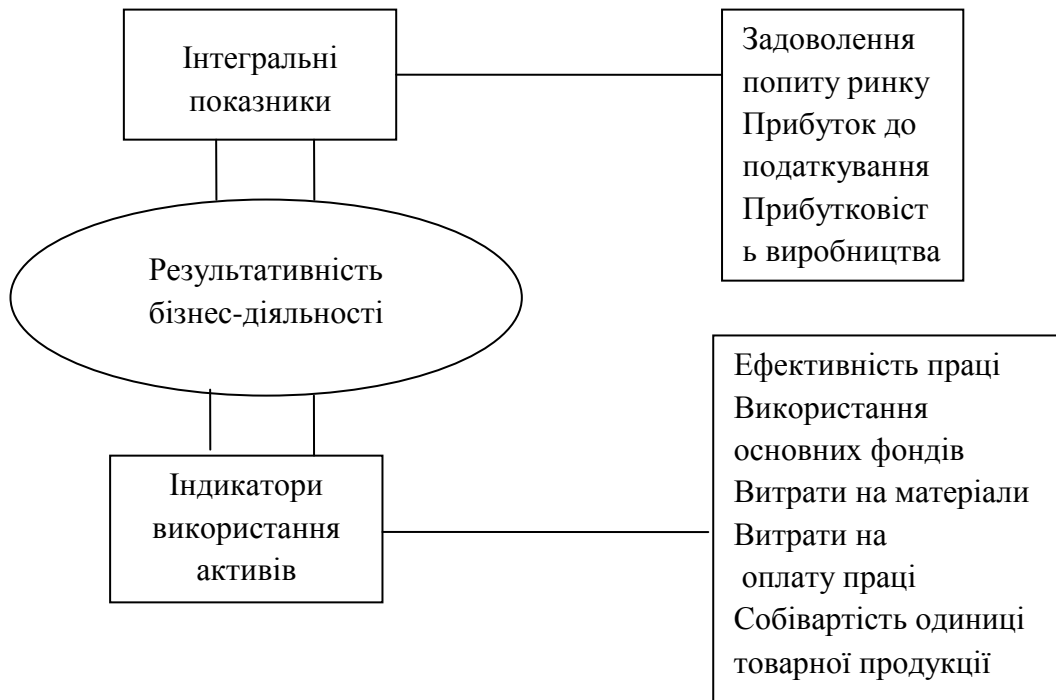 Інтегральні
показники
Задоволення
попиту ринку
Прибуток до
податкування
Прибутковіст
ь виробництва
Результативність
бізнес-діяльності
Індикатори
використання
активів
Ефективність праці
Використання
основних фондів
Витрати на матеріали
Витрати на
оплату праці
Собівартість одиниці
товарної продукції